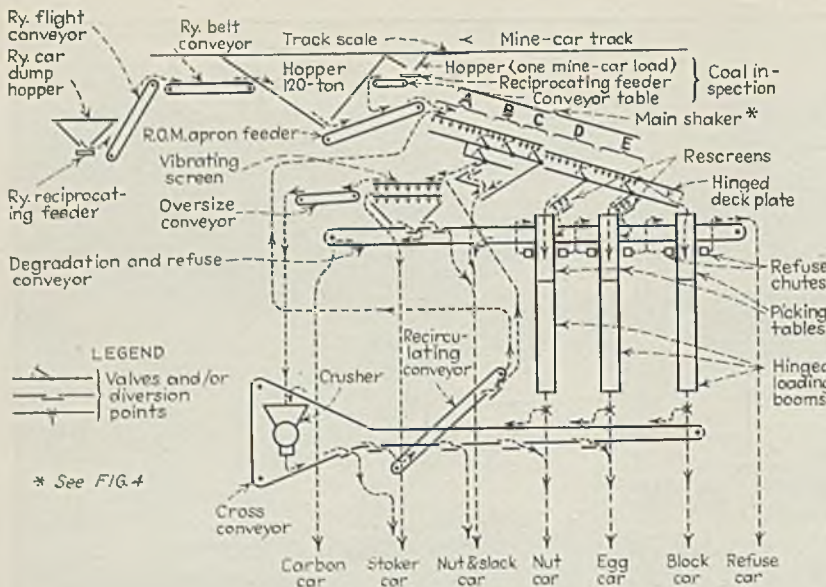 Ry. flight
conveyor
Ry. belt
conveyor
Track scale
< Mine-car track
Ry. car
dump
hopper
Hopper
120-ton
Hopper (one mine-car load)
Reciprocating feeder
Conveyor table
Coal in-
spection
A
B
C
D
E
Main shaker *
R.O.M. apron feeder
Vibrating
screen
Rescreens
Ry. reciprocat-
ing feeder
Oversize
conveyor
Hinged
deck plate
Degradation and refuse
conveyor
Refuse
chutes
Picking
tables
LEGEND
Valves and/or
diversion
points
Recircu-
lating
conveyor
Crusher
Hinged
loading
booms
* See FIG.4
Cross
conveyor
Carbon
car
Stoker
car
Nut & slack
car
Nut
car
Egg
car
Block
car
Refuse
car